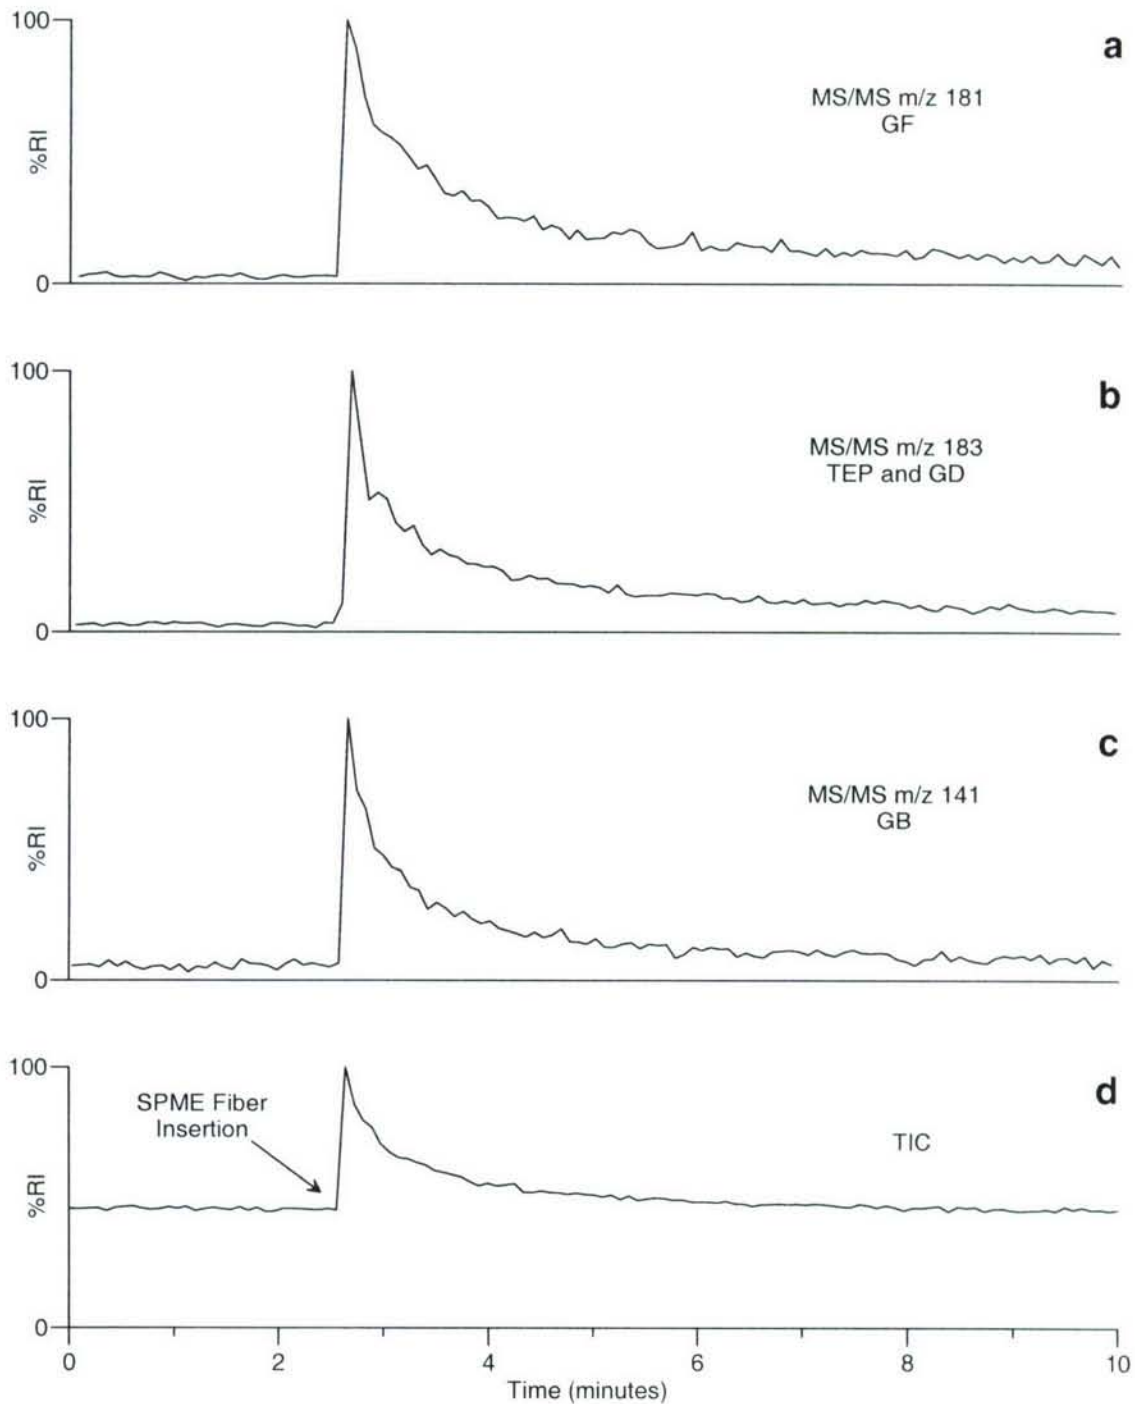 100
a
MS/MS m/z 181
GF
%RI
0
100
b
MS/MS m/z 183
TEP and GD
%RI
0
100
c
MS/MS m/z 141
GB
%RI
0
100
d
SPME Fiber
Insertion
TIC
%RI
0
0 2 4 6 8 10
Time (minutes)